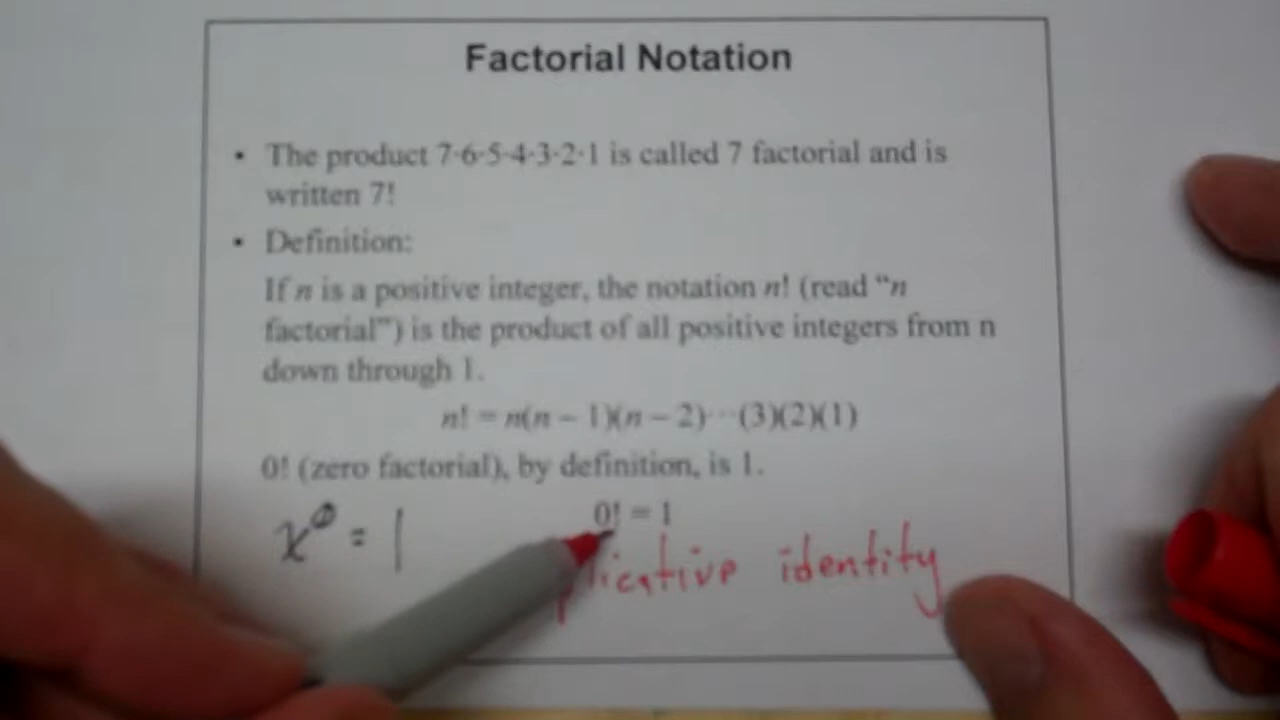 Factorial Notation
• The product 7·6·5·4·3·2·1 is called 7 factorial and is
written 7!
• Definition:
If n is a positive integer, the notation n! (read “n
factorial”) is the product of all positive integers from n
down through 1.
n! = n(n – 1)(n – 2)···(3)(2)(1)
0! (zero factorial), by definition, is 1.
0! = 1
x⁰ = 1
identity